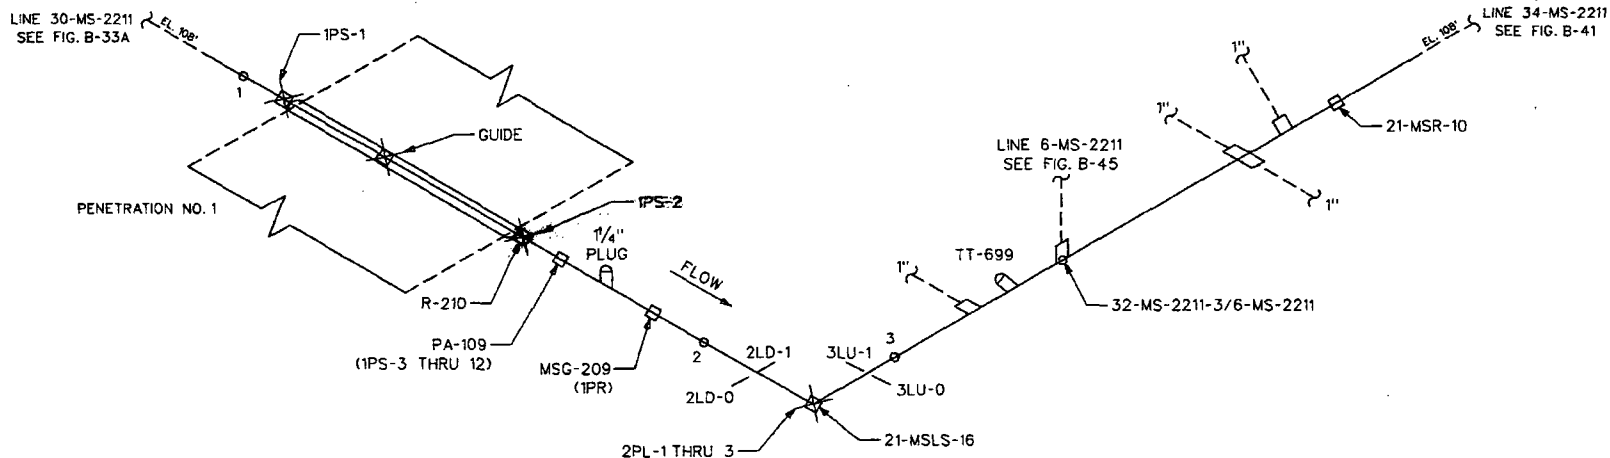 LINE 30-MS-2211
SEE FIG. B-33A
EL. 108'
1PS-1
1
GUIDE
PENETRATION NO. 1
1PS-2
1/4"
PLUG
FLOW
R-210
PA-109
(1PS-3 THRU 12)
MSG-209
(1PR)
2
2LD-1
2LD-0
2PL-1 THRU 3
21-MSLS-16
3LU-1
3LU-0
3
1"
TT-699
LINE 6-MS-2211
SEE FIG. B-45
32-MS-2211-3/6-MS-2211
1"
1"
1"
21-MSR-10
EL. 108'
LINE 34-MS-2211
SEE FIG. B-41